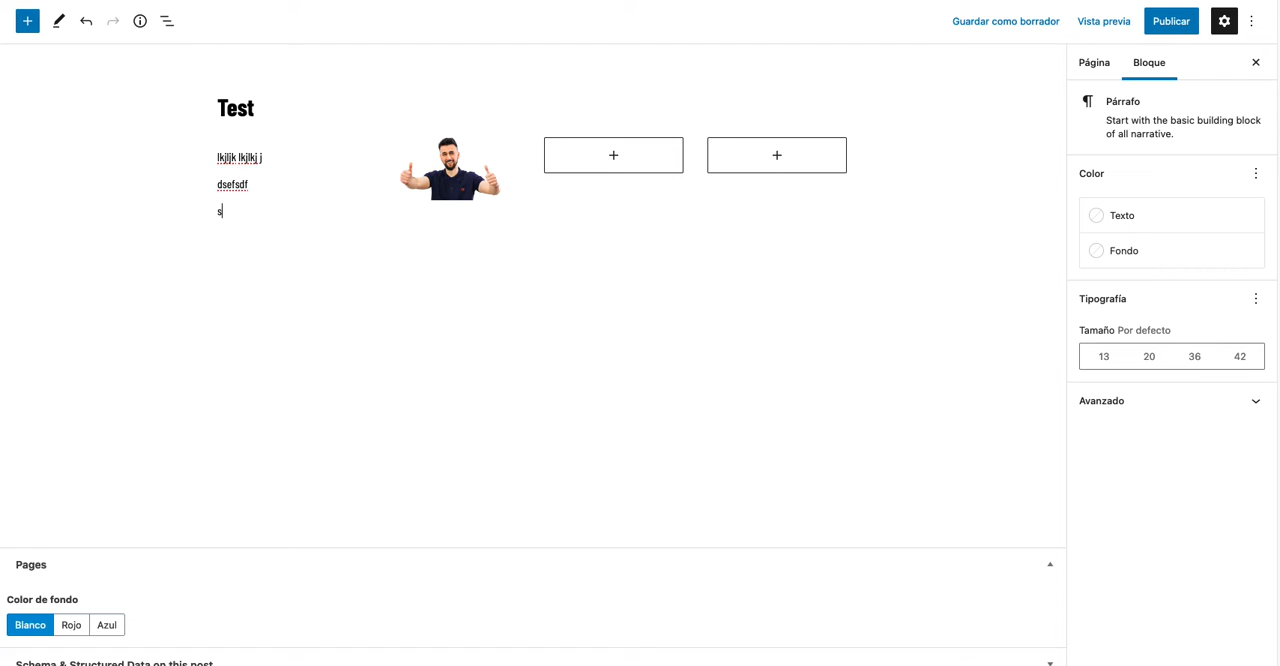 Guardar como borrador
Vista previa
Publicar
Página
Bloque
Test
lkjljk lkjlkj j
dsefsdf
s
Párrafo
Start with the basic building block
of all narrative.
Color
Texto
Fondo
Tipografía
Tamaño Por defecto
13 20 36 42
Avanzado
Pages
Color de fondo
Blanco Rojo Azul
Schema & Structured Data on this post